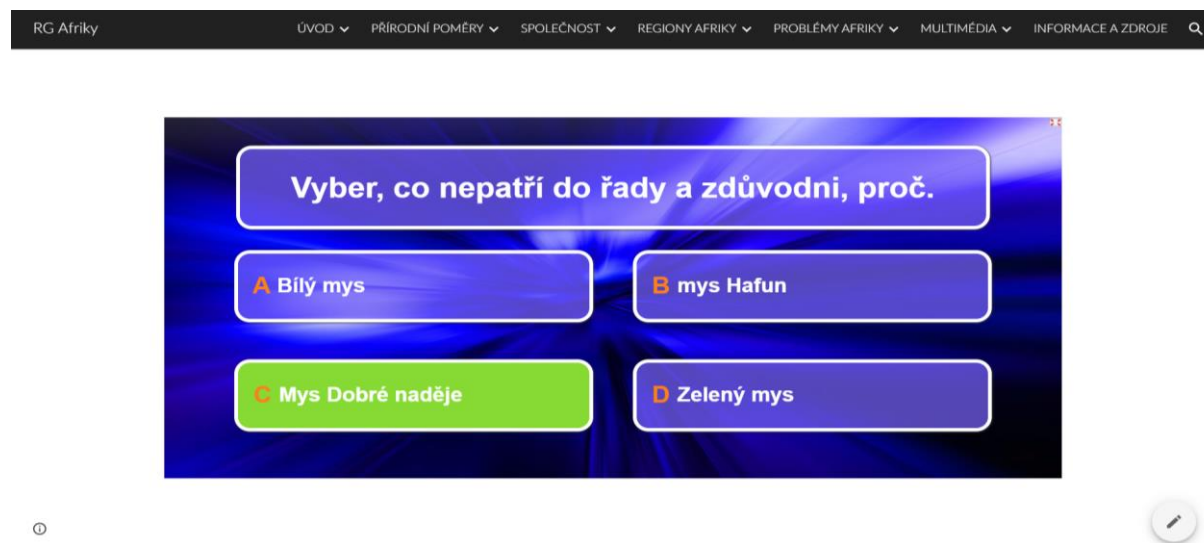 RG Afriky
ÚVOD PŘÍRODNÍ POMĚRY SPOLEČNOST REGIONY AFRIKY PROBLÉMY AFRIKY MULTIMÉDIA INFORMACE A ZDROJE
Vyber, co nepatří do řady a zdůvodni, proč.
A Bílý mys
B mys Hafun
C Mys Dobré naděje
D Zelený mys